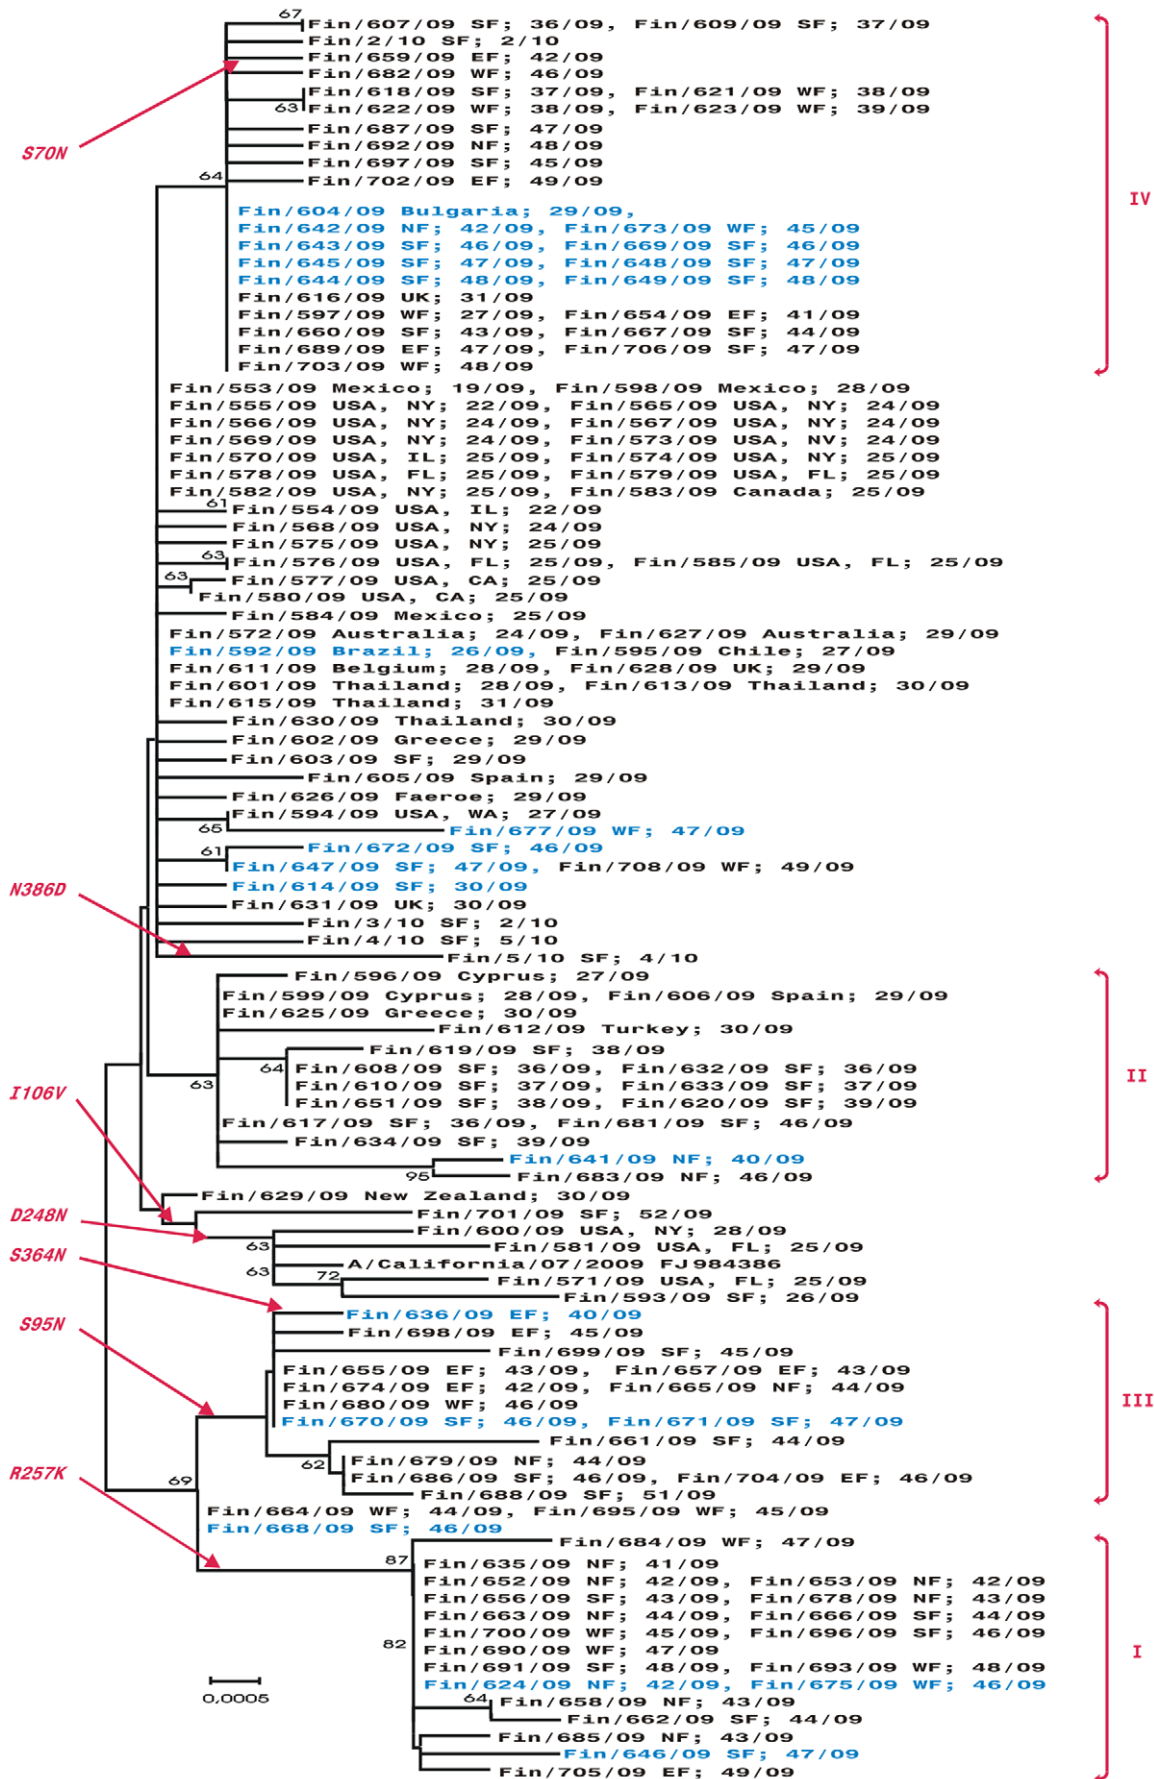 67
Fin/607/09 SF; 36/09, Fin/609/09 SF; 37/09
Fin/2/10 SF; 2/10
Fin/659/09 EF; 42/09
Fin/682/09 WF; 46/09
Fin/618/09 SF; 37/09, Fin/621/09 WF; 38/09
63
Fin/622/09 WF; 38/09, Fin/623/09 WF; 39/09
Fin/687/09 SF; 47/09
Fin/692/09 NF; 48/09
S70N
Fin/697/09 SF; 45/09
64
Fin/702/09 EF; 49/09
IV
Fin/604/09 Bulgaria; 29/09,
Fin/642/09 NF; 42/09, Fin/673/09 WF; 45/09
Fin/643/09 SF; 46/09, Fin/669/09 SF; 46/09
Fin/645/09 SF; 47/09, Fin/648/09 SF; 47/09
Fin/644/09 SF; 48/09, Fin/649/09 SF; 48/09
Fin/616/09 UK; 31/09
Fin/597/09 WF; 27/09, Fin/654/09 EF; 41/09
Fin/660/09 SF; 43/09, Fin/667/09 SF; 44/09
Fin/689/09 EF; 47/09, Fin/706/09 SF; 47/09
Fin/703/09 WF; 48/09
Fin/553/09 Mexico; 19/09, Fin/598/09 Mexico; 28/09
Fin/555/09 USA, NY; 22/09, Fin/565/09 USA, NY; 24/09
Fin/566/09 USA, NY; 24/09, Fin/567/09 USA, NY; 24/09
Fin/569/09 USA, NY; 24/09, Fin/573/09 USA, NV; 24/09
Fin/570/09 USA, IL; 25/09, Fin/574/09 USA, NY; 25/09
Fin/578/09 USA, FL; 25/09, Fin/579/09 USA, FL; 25/09
Fin/582/09 USA, NY; 25/09, Fin/583/09 Canada; 25/09
61
Fin/554/09 USA, IL; 22/09
Fin/568/09 USA, NY; 24/09
Fin/575/09 USA, NY; 25/09
63
Fin/576/09 USA, FL; 25/09, Fin/585/09 USA, FL; 25/09
63
Fin/577/09 USA, CA; 25/09
Fin/580/09 USA, CA; 25/09
Fin/584/09 Mexico; 25/09
Fin/572/09 Australia; 24/09, Fin/627/09 Australia; 29/09
Fin/592/09 Brazil; 26/09, Fin/595/09 Chile; 27/09
Fin/611/09 Belgium; 28/09, Fin/628/09 UK; 29/09
Fin/601/09 Thailand; 28/09, Fin/613/09 Thailand; 30/09
Fin/615/09 Thailand; 31/09
Fin/630/09 Thailand; 30/09
Fin/602/09 Greece; 29/09
Fin/603/09 SF; 29/09
Fin/605/09 Spain; 29/09
Fin/626/09 Faeroe; 29/09
Fin/594/09 USA, WA; 27/09
65
Fin/677/09 WF; 47/09
61
Fin/672/09 SF; 46/09
Fin/647/09 SF; 47/09, Fin/708/09 WF; 49/09
N386D
Fin/614/09 SF; 30/09
Fin/631/09 UK; 30/09
Fin/3/10 SF; 2/10
Fin/4/10 SF; 5/10
Fin/5/10 SF; 4/10
Fin/596/09 Cyprus; 27/09
Fin/599/09 Cyprus; 28/09, Fin/606/09 Spain; 29/09
Fin/625/09 Greece; 30/09
Fin/612/09 Turkey; 30/09
Fin/619/09 SF; 38/09
64
Fin/608/09 SF; 36/09, Fin/632/09 SF; 36/09
II
63
Fin/610/09 SF; 37/09, Fin/633/09 SF; 37/09
I106V
Fin/651/09 SF; 38/09, Fin/620/09 SF; 39/09
Fin/617/09 SF; 36/09, Fin/681/09 SF; 46/09
Fin/634/09 SF; 39/09
Fin/641/09 NF; 40/09
95
Fin/683/09 NF; 46/09
Fin/629/09 New Zealand; 30/09
D248N
Fin/701/09 SF; 52/09
Fin/600/09 USA, NY; 28/09
63
Fin/581/09 USA, FL; 25/09
S364N
63
A/California/07/2009 FJ984386
72
Fin/571/09 USA, FL; 25/09
Fin/593/09 SF; 26/09
Fin/636/09 EF; 40/09
S95N
Fin/698/09 EF; 45/09
Fin/699/09 SF; 45/09
Fin/655/09 EF; 43/09, Fin/657/09 EF; 43/09
Fin/674/09 EF; 42/09, Fin/665/09 NF; 44/09
III
Fin/680/09 WF; 46/09
Fin/670/09 SF; 46/09, Fin/671/09 SF; 47/09
Fin/661/09 SF; 44/09
62
Fin/679/09 NF; 44/09
R257K
69
Fin/686/09 SF; 46/09, Fin/704/09 EF; 46/09
Fin/688/09 SF; 51/09
Fin/664/09 WF; 44/09, Fin/695/09 WF; 45/09
Fin/668/09 SF; 46/09
Fin/684/09 WF; 47/09
87
Fin/635/09 NF; 41/09
Fin/652/09 NF; 42/09, Fin/653/09 NF; 42/09
Fin/656/09 SF; 43/09, Fin/678/09 NF; 43/09
Fin/663/09 NF; 44/09, Fin/666/09 SF; 44/09
Fin/700/09 WF; 45/09, Fin/696/09 SF; 46/09
82
Fin/690/09 WF; 47/09
I
Fin/691/09 SF; 48/09, Fin/693/09 WF; 48/09
Fin/624/09 NF; 42/09, Fin/675/09 WF; 46/09
0,0005
64
Fin/658/09 NF; 43/09
Fin/662/09 SF; 44/09
Fin/685/09 NF; 43/09
Fin/646/09 SF; 47/09
Fin/705/09 EF; 49/09